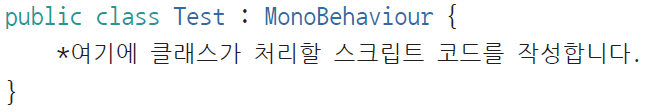 public class Test : MonoBehaviour {
*여기에 클래스가 처리할 스크립트 코드를 작성합니다.
}